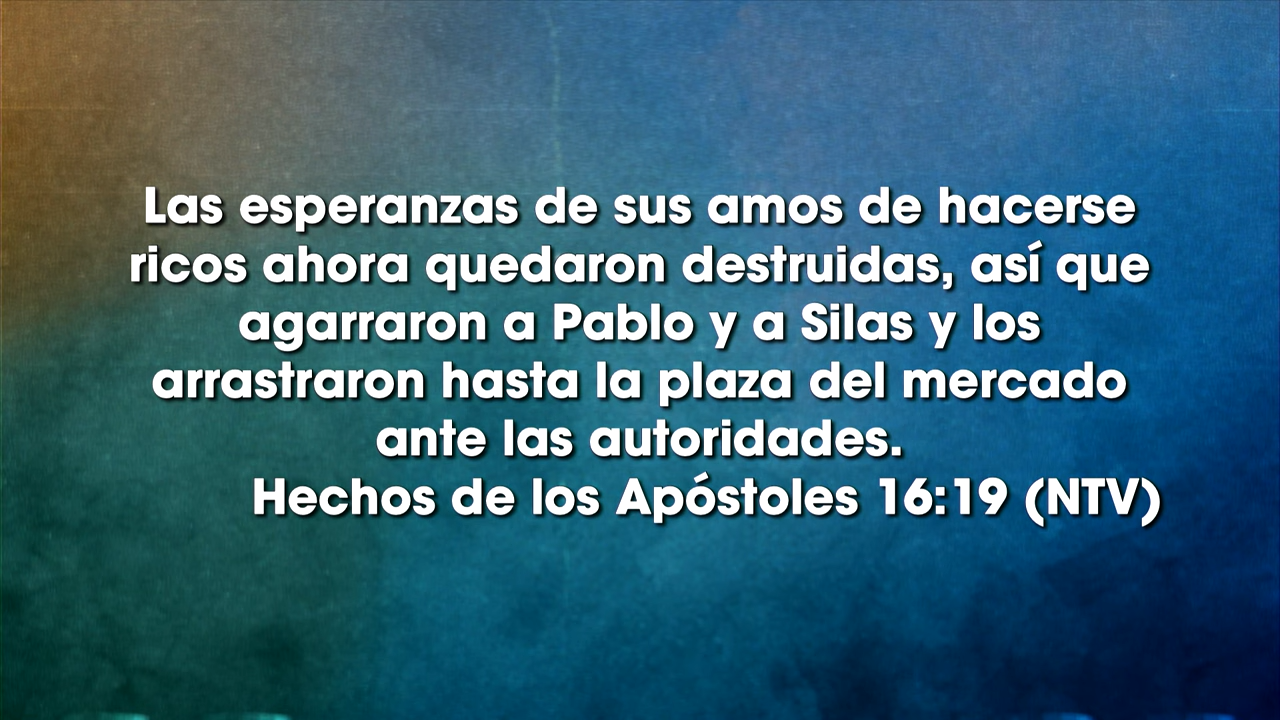 Las esperanzas de sus amos de hacerse
ricos ahora quedaron destruidas, así que
agarraron a Pablo y a Silas y los
arrastraron hasta la plaza del mercado
ante las autoridades.
Hechos de los Apóstoles 16:19 (NTV)